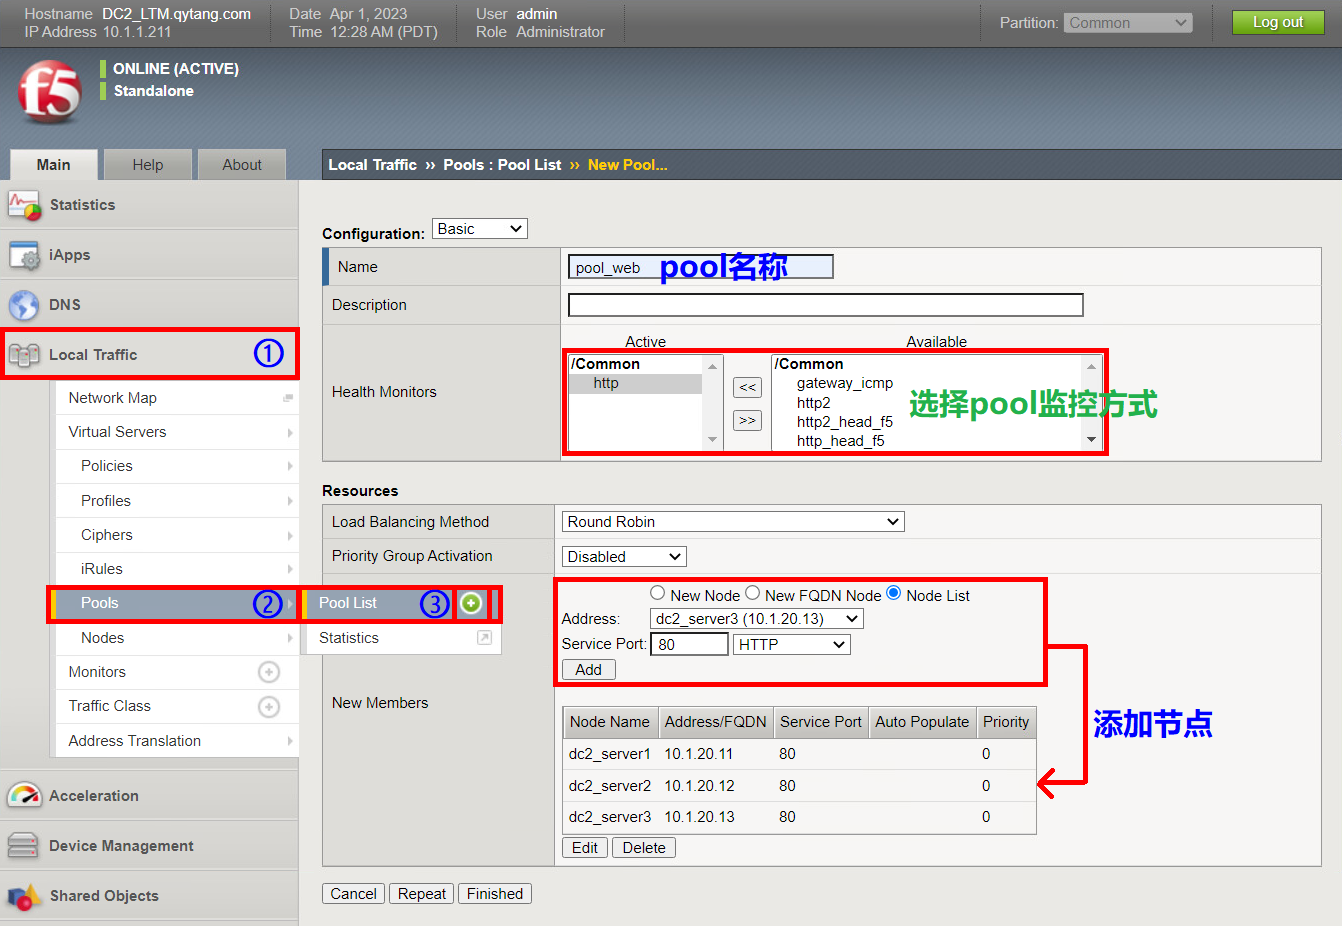 Hostname DC2_LTM.qytang.com
IP Address 10.1.1.211
Date Apr 1, 2023
Time 12:28 AM (PDT)
User admin
Role Administrator
Partition: Common
Log out
f5
ONLINE (ACTIVE)
Standalone
Main Help About
Local Traffic ›› Pools : Pool List ›› New Pool...
Statistics
iApps
DNS
Local Traffic ①
Network Map
Virtual Servers
Policies
Profiles
Ciphers
iRules
Pools ②
Pool List ③
Statistics
Nodes
Monitors
Traffic Class
Address Translation
Acceleration
Device Management
Shared Objects
Configuration: Basic
Name pool_web pool名称
Description
Health Monitors
Active
/Common
http
<<
>>
Available
/Common
gateway_icmp
http2
http2_head_f5
http_head_f5
选择pool监控方式
Resources
Load Balancing Method Round Robin
Priority Group Activation Disabled
New Members
New Node New FQDN Node Node List
Address: dc2_server3 (10.1.20.13)
Service Port: 80 HTTP
Add
添加节点
Node Name Address/FQDN Service Port Auto Populate Priority
dc2_server1 10.1.20.11 80 0
dc2_server2 10.1.20.12 80 0
dc2_server3 10.1.20.13 80 0
Edit Delete
Cancel Repeat Finished